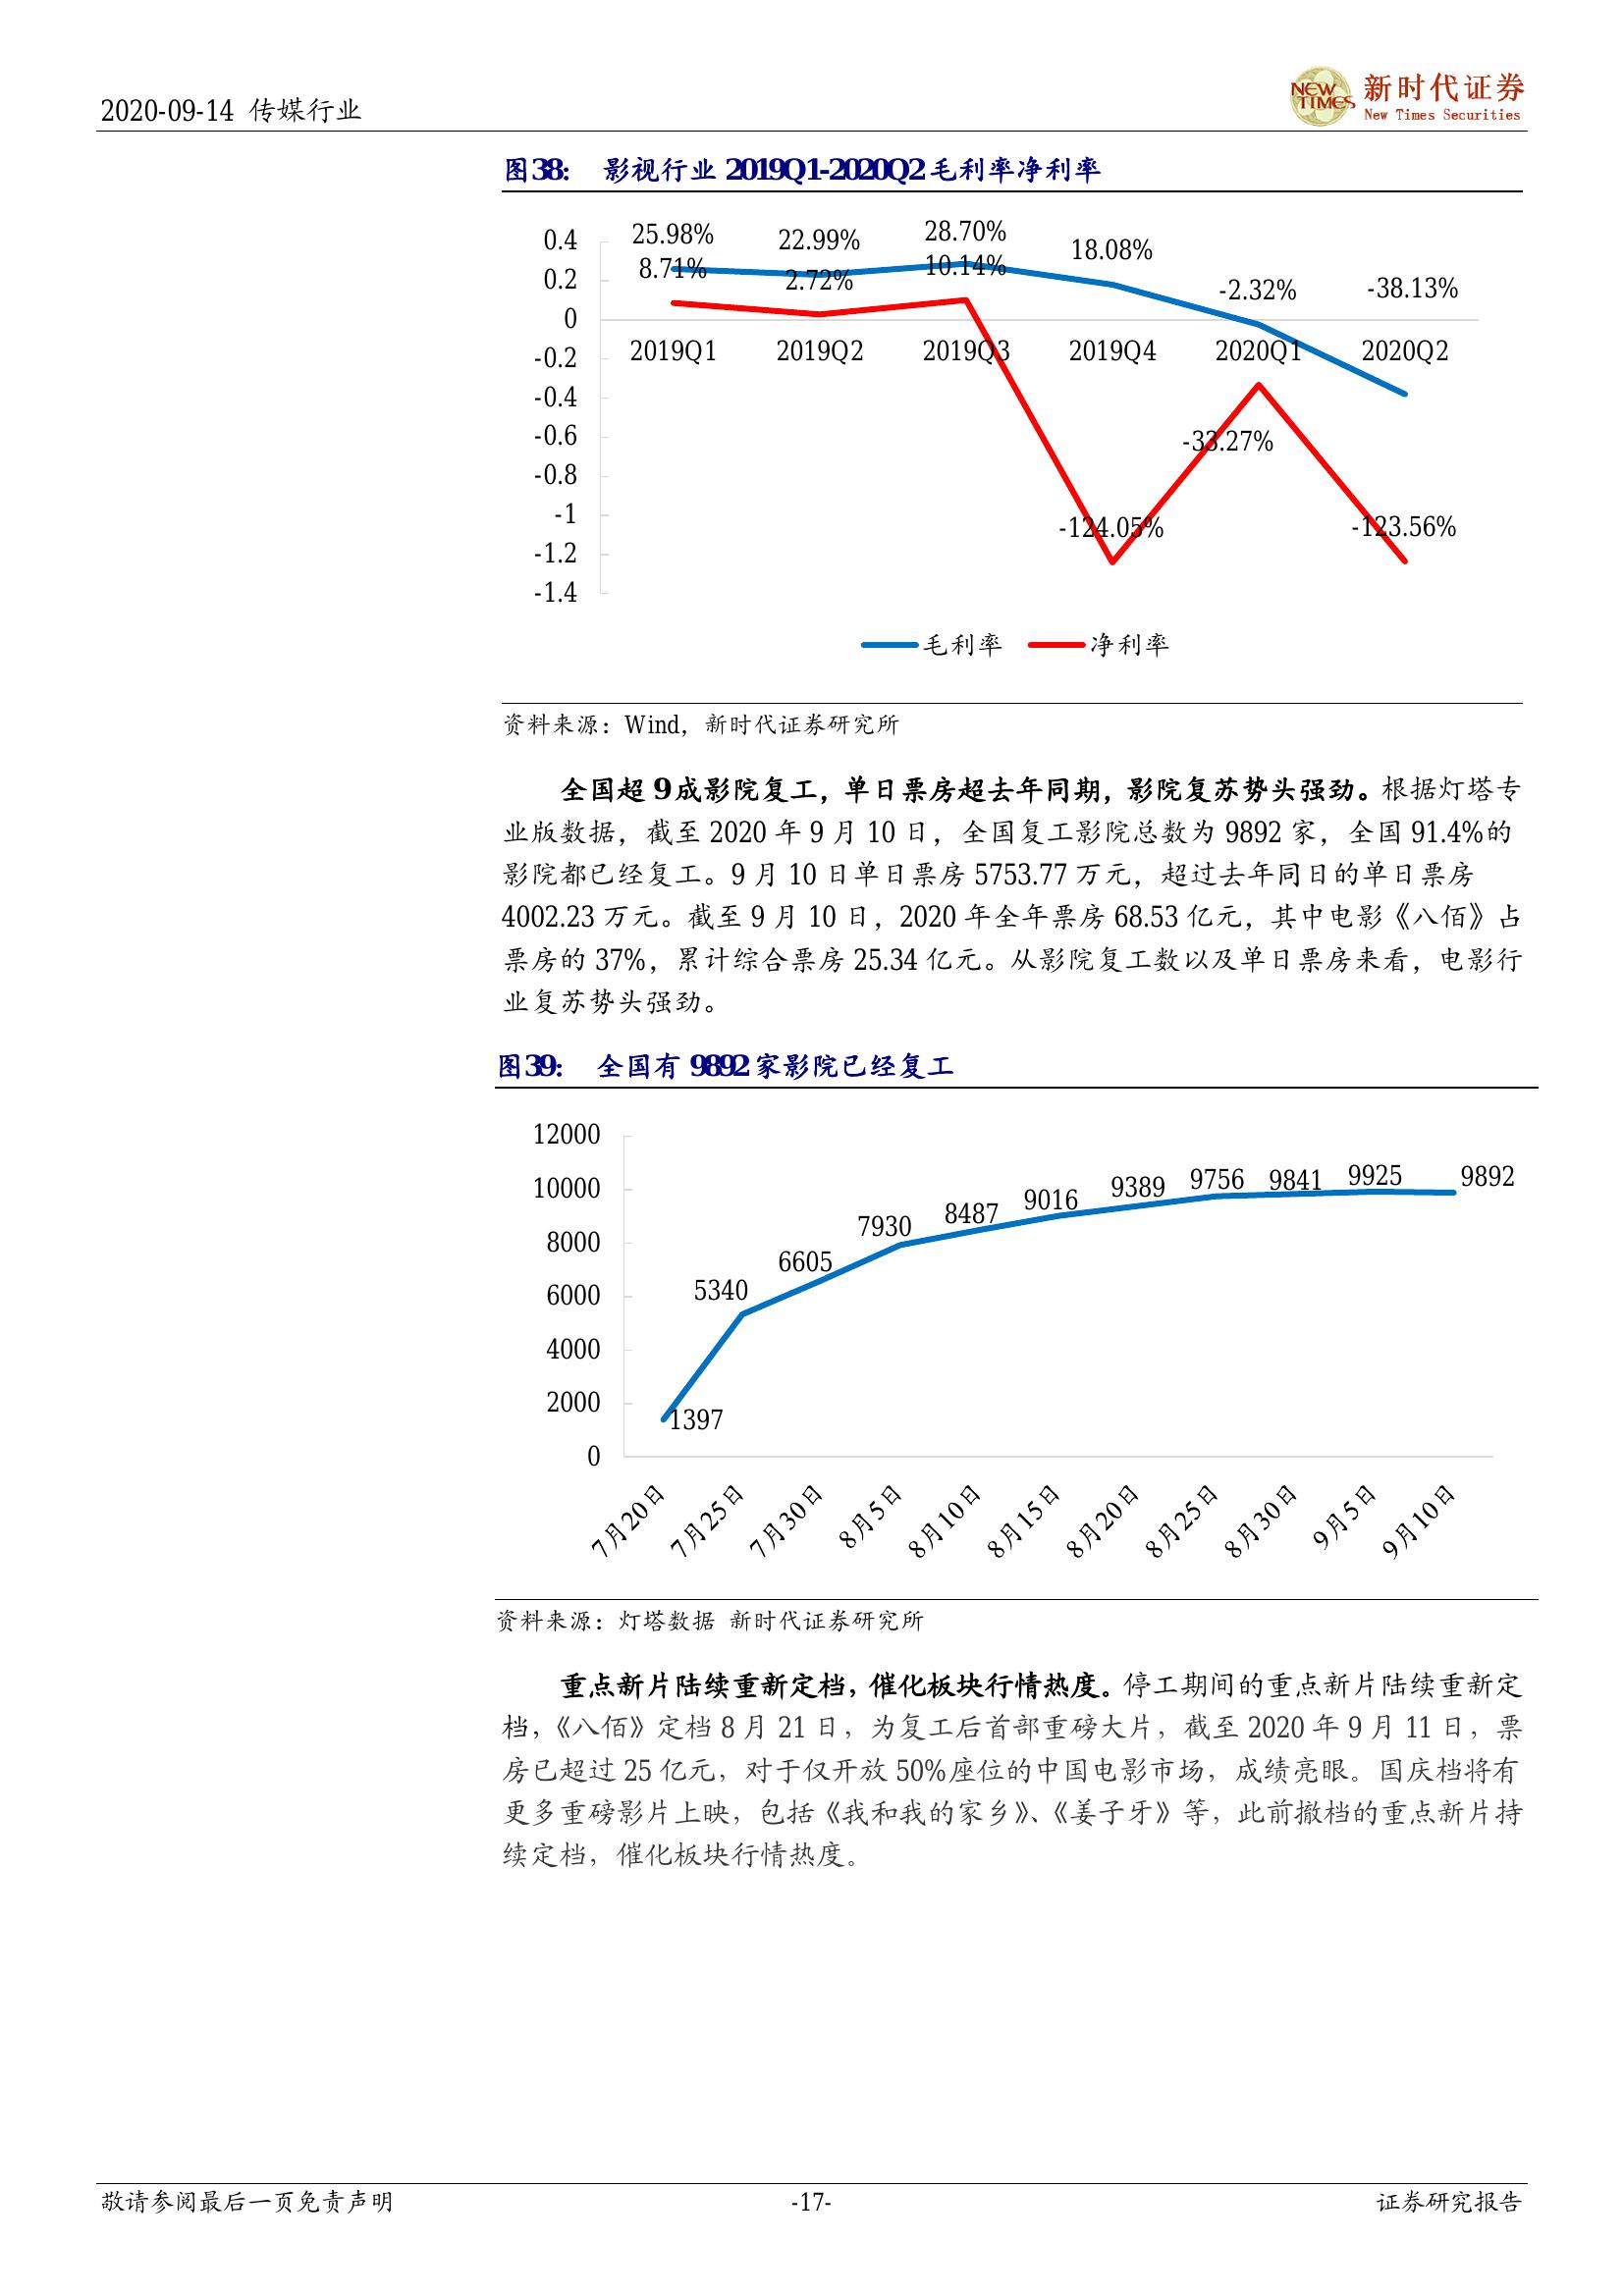 2020-09-14 传媒行业
NEW TIMES
新时代证券
New Times Securities
图38： 影视行业 2019Q1-2020Q2 毛利率净利率
0.4
0.2
0
-0.2
-0.4
-0.6
-0.8
-1
-1.2
-1.4
25.98% 22.99% 28.70% 18.08% -2.32% -38.13%
8.71% 2.72% 10.14% -124.05% -33.27% -123.56%
2019Q1 2019Q2 2019Q3 2019Q4 2020Q1 2020Q2
毛利率 净利率
资料来源：Wind，新时代证券研究所
全国超 9成影院复工，单日票房超去年同期，影院复苏势头强劲。根据灯塔专
业版数据，截至 2020 年 9 月 10 日，全国复工影院总数为 9892 家，全国 91.4%的
影院都已经复工。9 月 10 日单日票房 5753.77 万元，超过去年同日的单日票房
4002.23 万元。截至 9 月 10 日，2020 年全年票房 68.53 亿元，其中电影《八佰》占
票房的 37%，累计综合票房 25.34 亿元。从影院复工数以及单日票房来看，电影行
业复苏势头强劲。
图39： 全国有 9892 家影院已经复工
12000
10000
8000
6000
4000
2000
0
1397 5340 6605 7930 8487 9016 9389 9756 9841 9925 9892
7月20日 7月25日 7月30日 8月5日 8月10日 8月15日 8月20日 8月25日 8月30日 9月5日 9月10日
资料来源：灯塔数据 新时代证券研究所
重点新片陆续重新定档，催化板块行情热度。停工期间的重点新片陆续重新定
档，《八佰》定档 8 月 21 日，为复工后首部重磅大片，截至 2020 年 9 月 11 日，票
房已超过 25 亿元，对于仅开放 50%座位的中国电影市场，成绩亮眼。国庆档将有
更多重磅影片上映，包括《我和我的家乡》、《姜子牙》等，此前撤档的重点新片持
续定档，催化板块行情热度。
敬请参阅最后一页免责声明 -17- 证券研究报告